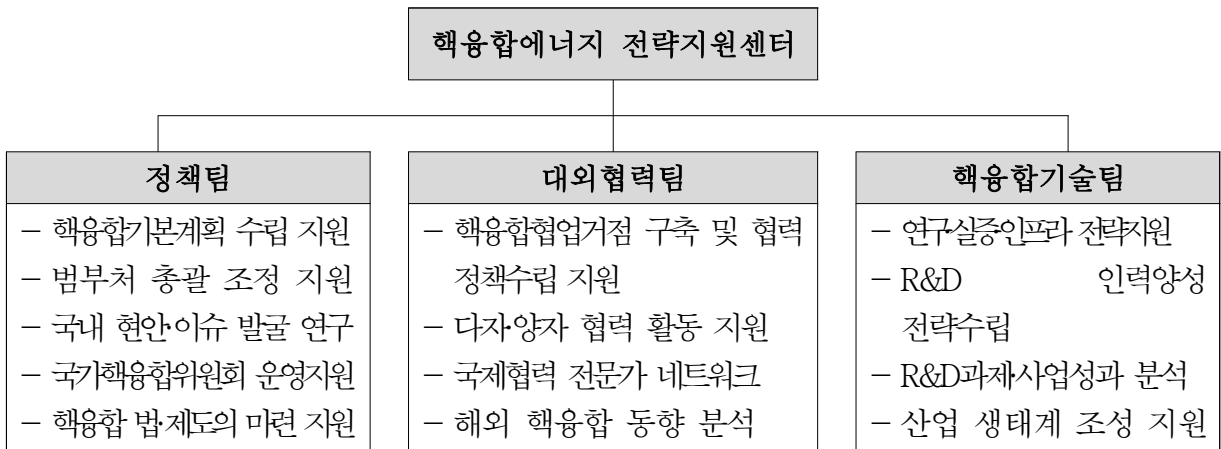 핵융합에너지 전략지원센터
정책팀
– 핵융합기본계획 수립 지원
– 범부처 총괄 조정 지원
– 국내 현안·이슈 발굴 연구
– 국가핵융합위원회 운영지원
– 핵융합 법·제도의 마련 지원
대외협력팀
– 핵융합협업거점 구축 및 협력
정책수립 지원
– 다자·양자 협력 활동 지원
– 국제협력 전문가 네트워크
– 해외 핵융합 동향 분석
핵융합기술팀
– 연구·실증·인프라 전략지원
– R&D 인력양성
전략수립
– R&D과제·사업성과 분석
– 산업 생태계 조성 지원